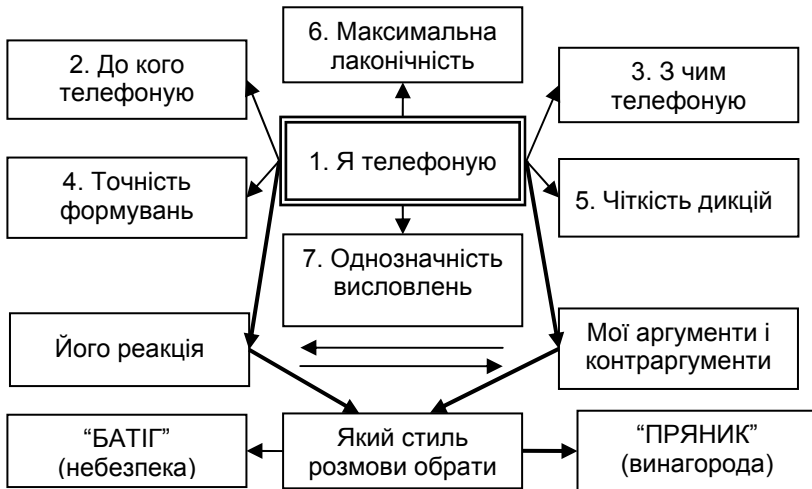 6. Максимальна
лаконічність
2. До кого
телефоную
3. З чим
телефоную
1. Я телефоную
4. Точність
формувань
5. Чіткість дикцій
7. Однозначність
висловлень
Його реакція
Мої аргументи і
контраргументи
“БАТІГ”
(небезпека)
Який стиль
розмови обрати
“ПРЯНИК”
(винагорода)